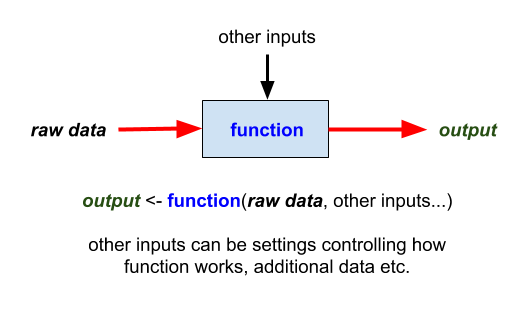 other inputs
raw data
function
output
output <- function(raw data, other inputs...)
other inputs can be settings controlling how
function works, additional data etc.